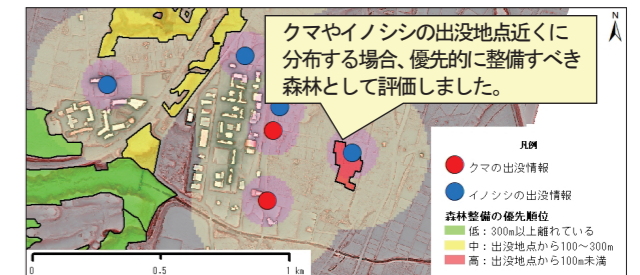 クマやイノシシの出没地点近くに
分布する場合、優先的に整備すべき
森林として評価しました。
N
凡例
クマの出没情報
イノシシの出没情報
森林整備の優先順位
低：300m以上離れている
中：出没地点から100～300m
高：出没地点から100m未満
0 0.5 1 km